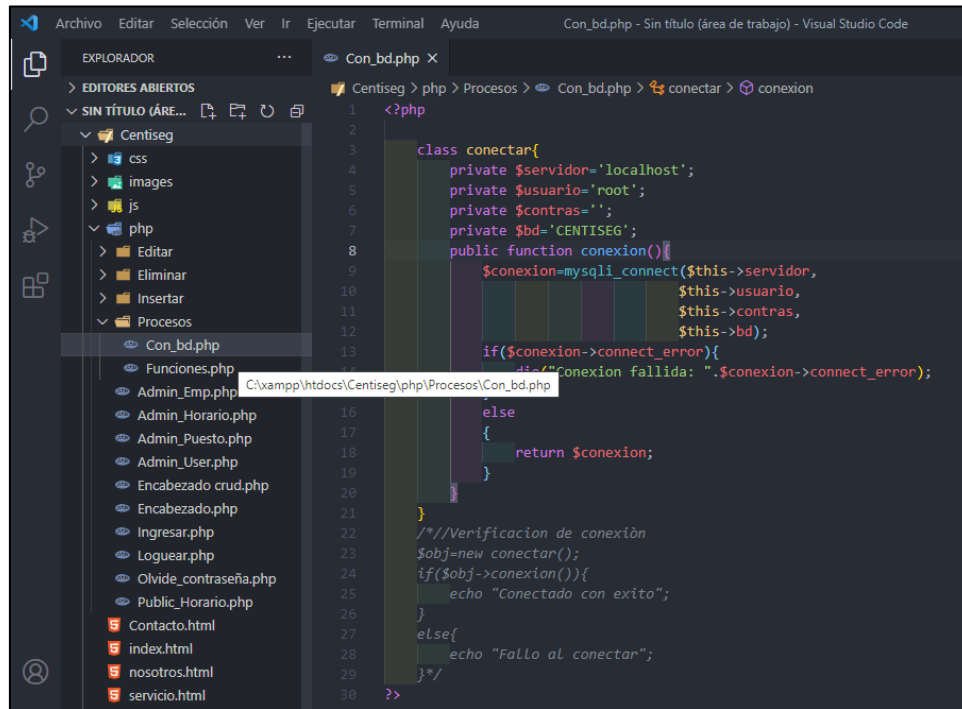 Archivo Editar Selección Ver Ir Ejecutar Terminal Ayuda Con_bd.php - Sin título (área de trabajo) - Visual Studio Code
EXPLORADOR ...
EDITORES ABIERTOS
SIN TÍTULO (ÁRE...
Centiseg
css
images
js
php
Editar
Eliminar
Insertar
Procesos
Con_bd.php
Funciones.php
Admin_Emp.php
Admin_Horario.php
Admin_Puesto.php
Admin_User.php
Encabezado crud.php
Encabezado.php
Ingresar.php
Loguear.php
Olvide_contraseña.php
Public_Horario.php
Contacto.html
index.html
nosotros.html
servicio.html
C:\xampp\htdocs\Centiseg\php\Procesos\Con_bd.php
Con_bd.php
Centiseg > php > Procesos > Con_bd.php > conectar > conexion
1 <?php
2
3 class conectar{
4 private $servidor='localhost';
5 private $usuario='root';
6 private $contras='';
7 private $bd='CENTISEG';
8 public function conexion(){
9 $conexion=mysqli_connect($this->servidor,
10 $this->usuario,
11 $this->contras,
12 $this->bd);
13 if($conexion->connect_error){
die("Conexion fallida: ".$conexion->connect_error);
}
16 else
17 {
18 return $conexion;
19 }
20 }
21 }
22 /*//Verificacion de conexiòn
23 $obj=new conectar();
24 if($obj->conexion()){
25 echo "Conectado con exito";
26 }
27 else{
28 echo "Fallo al conectar";
29 }*/
30 ?>